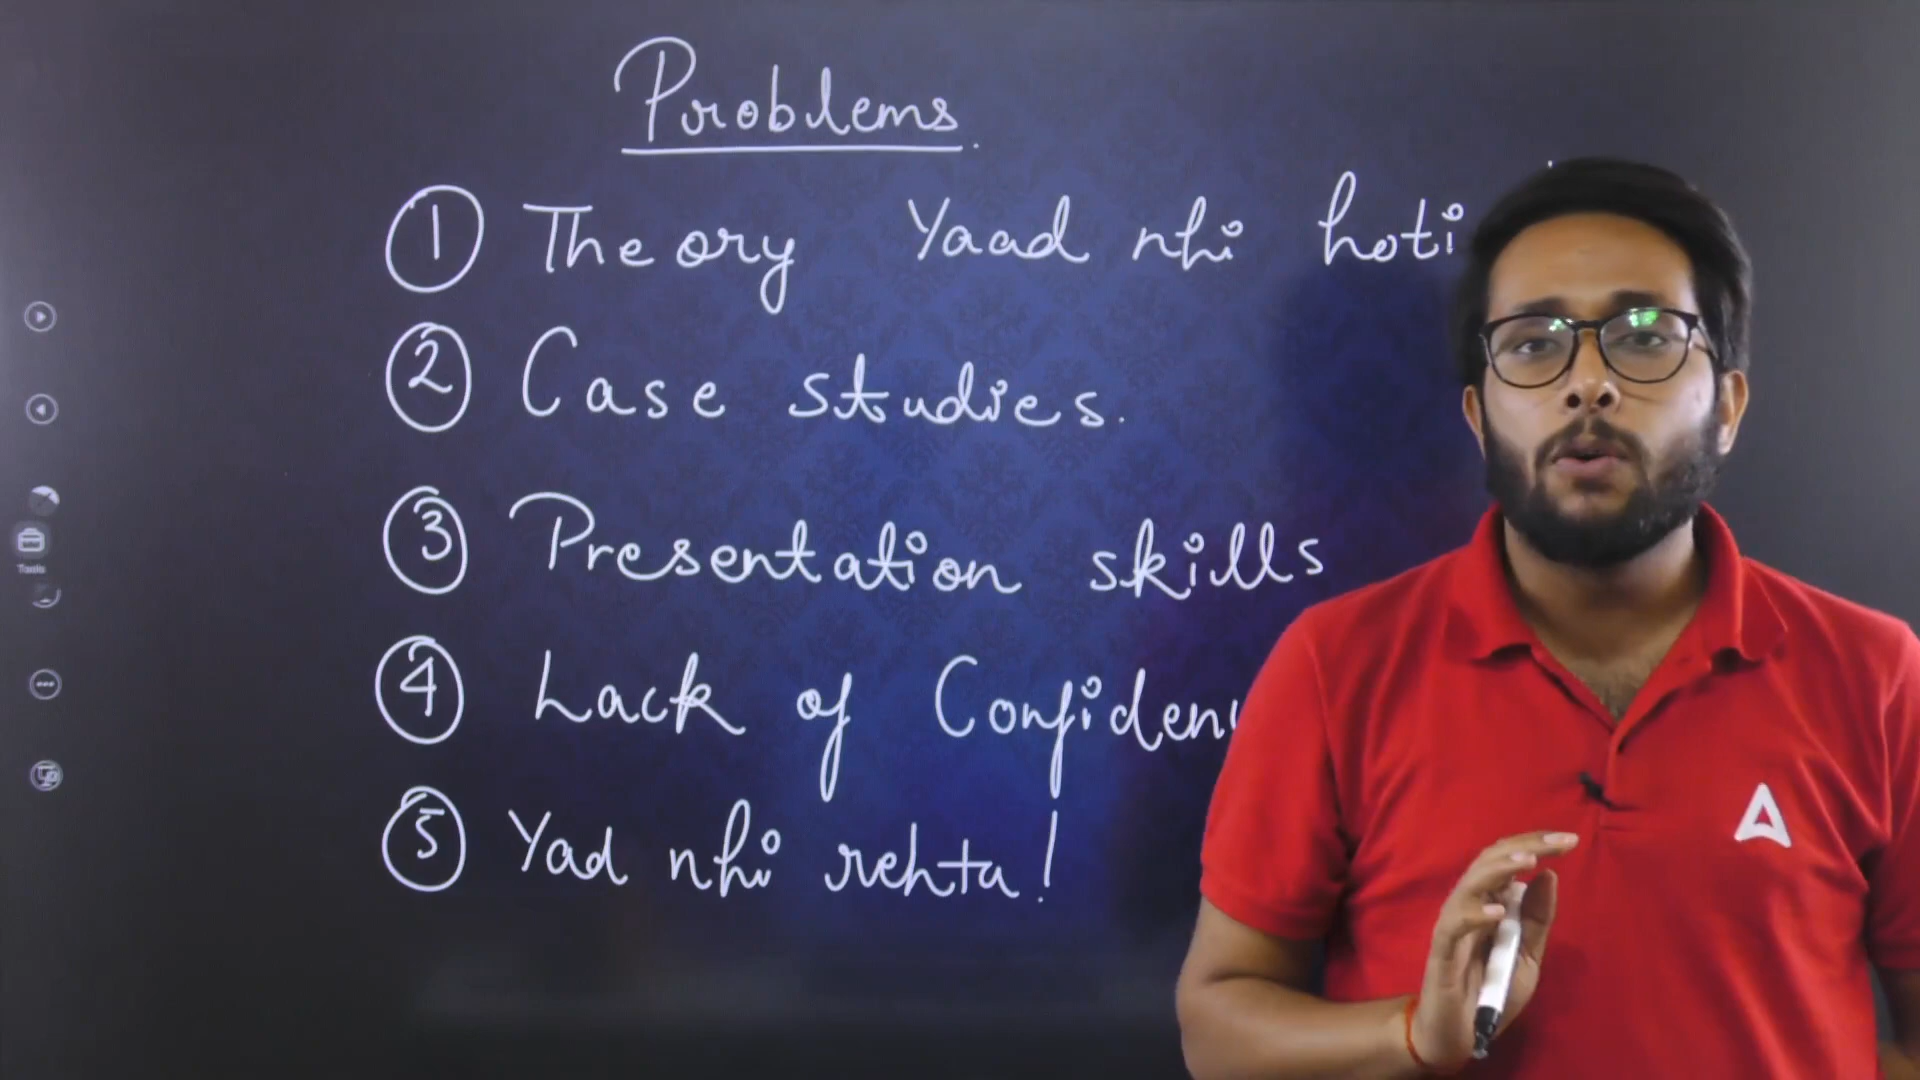 Problems.
1 Theory Yaad nhi hoti
2 Case studies.
3 Presentation skills
4 Lack of
5 Yad nhi rehta!
Tools